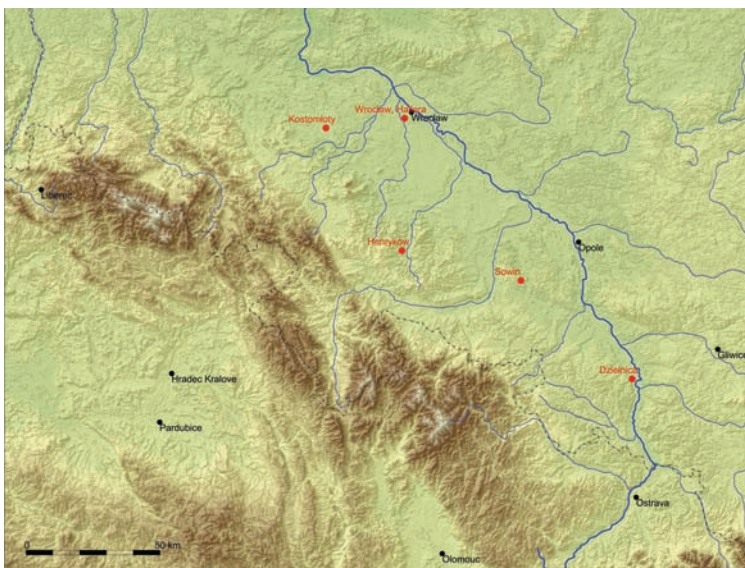 Kostomłoty
Wrocław, Hallera
Wrocław
Liberec
Henryków
Opole
Sowin
Gliwice
Hradec Kralove
Dzielnica
Pardubice
Ostrava
0 50 km
Olomouc